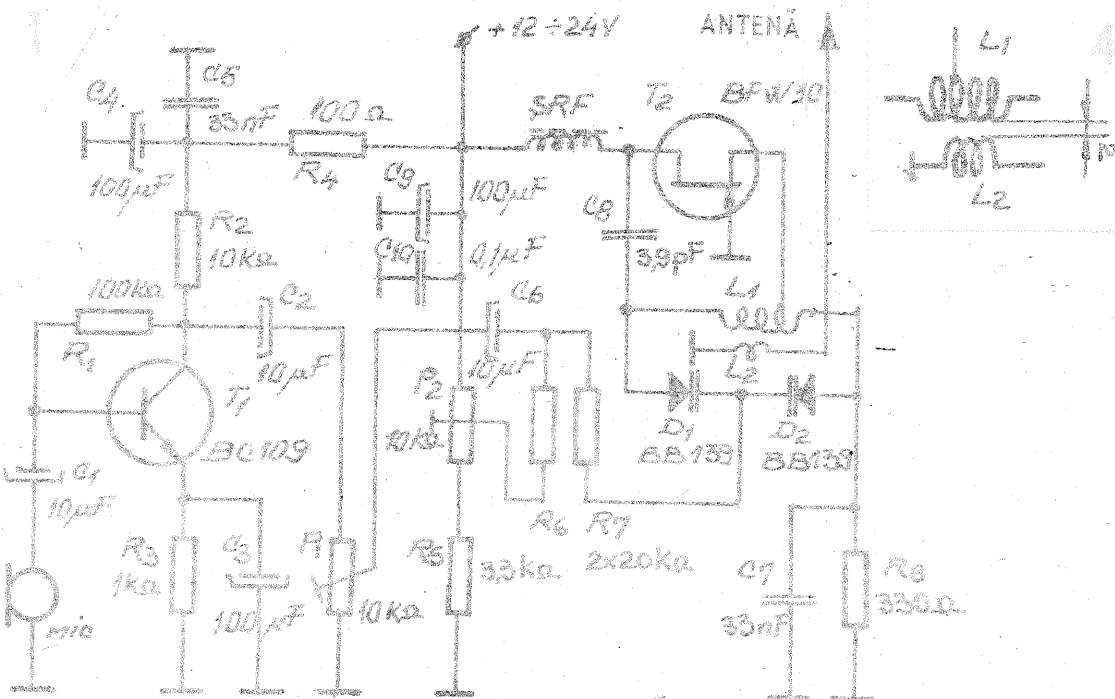 +12÷24V
ANTENĂ
L1
C5
33nF
C4
100µF
100Ω
R4
SRF
T2
BFW10
L2
C9
100µF
C10
0,1µF
R2
10kΩ
C8
3,9pF
100kΩ
R1
C2
10µF
C6
10µF
L1
L2
T1
BC109
P2
10kΩ
D1
BB139
D2
BB139
C1
10µF
R3
1kΩ
C3
100µF
P1
10kΩ
R5
3,3kΩ
R6
R7
2x20kΩ
C7
33nF
R8
330Ω
mic